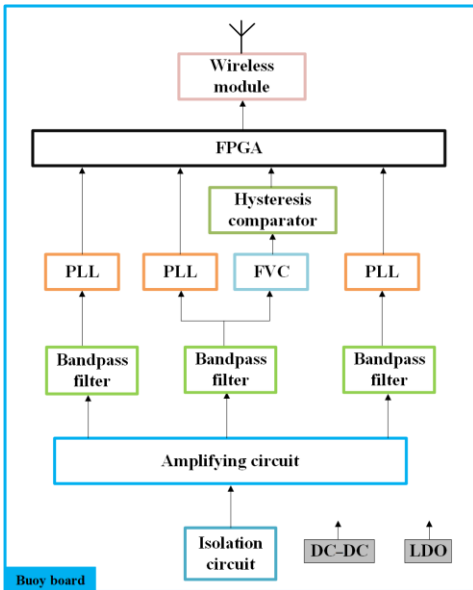 Wireless
module
FPGA
Hysteresis
comparator
PLL
PLL
FVC
PLL
Bandpass
filter
Bandpass
filter
Bandpass
filter
Amplifying circuit
Isolation
circuit
DC–DC
LDO
Buoy board